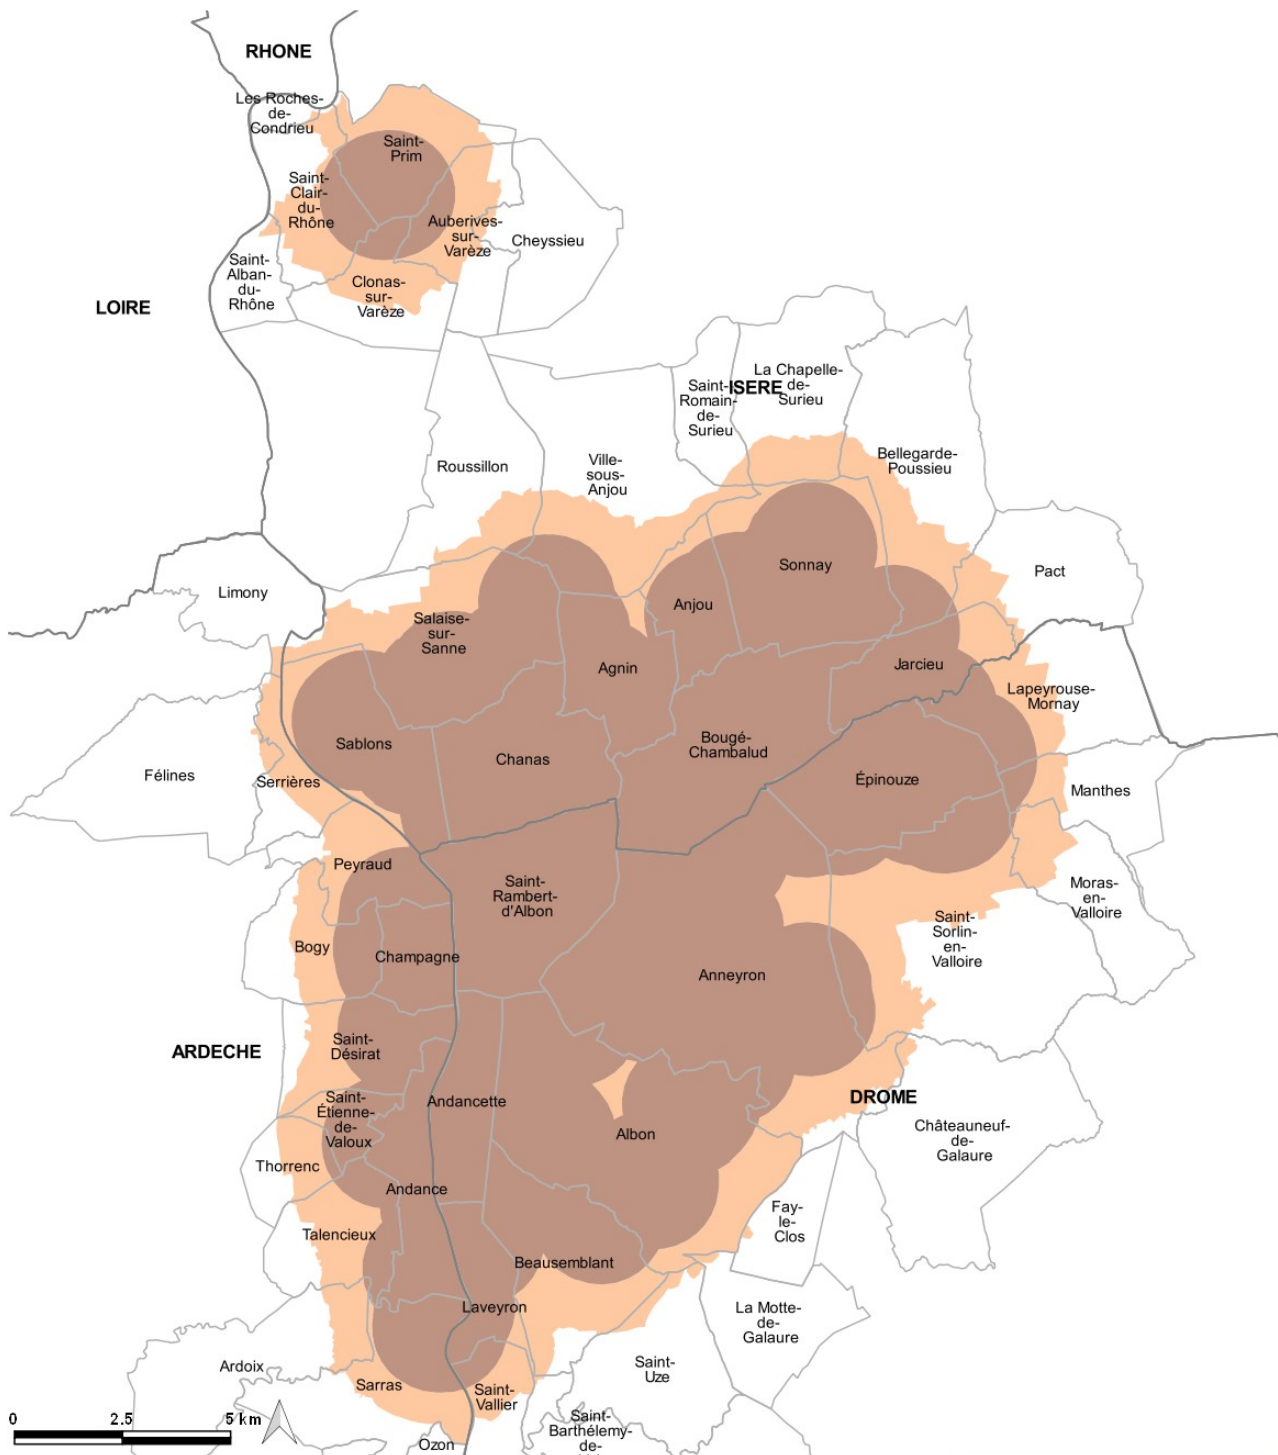 RHONE
Les Roches-
de-
Condrieu
Saint-
Prim
Saint-
Clair-
du-
Rhône
Auberives-
sur-
Varèze
Cheyssieu
Saint-
Alban-
du-
Rhône
Clonas-
sur-
Varèze
LOIRE
ISERE
La Chapelle-
de-
Surieu
Saint-
Romain-
de-
Surieu
Roussillon
Ville-
sous-
Anjou
Bellegarde-
Poussieu
Limony
Sonnay
Pact
Anjou
Salaise-
sur-
Sanne
Agnin
Jarcieu
Lapeyrouse-
Mornay
Sablons
Chanas
Bougé-
Chambalud
Félines
Serrières
Épinouze
Manthes
Peyraud
Saint-
Rambert-
d'Albon
Moras-
en-
Valloire
Saint-
Sorlin-
en-
Valloire
Bogy
Champagne
Anneyron
ARDECHE
Saint-
Désirat
DROME
Saint-
Étienne-
de-
Valoux
Andancette
Albon
Châteauneuf-
de-
Galaure
Thorrenc
Andance
Fay-
le-
Clos
Talencieux
Beausemblant
Laveyron
La Motte-
de-
Galaure
Ardoix
Sarras
Saint-
Vallier
Saint-
Uze
Saint-
Barthélemy-
de-
Ozon
0 2.5 5 km